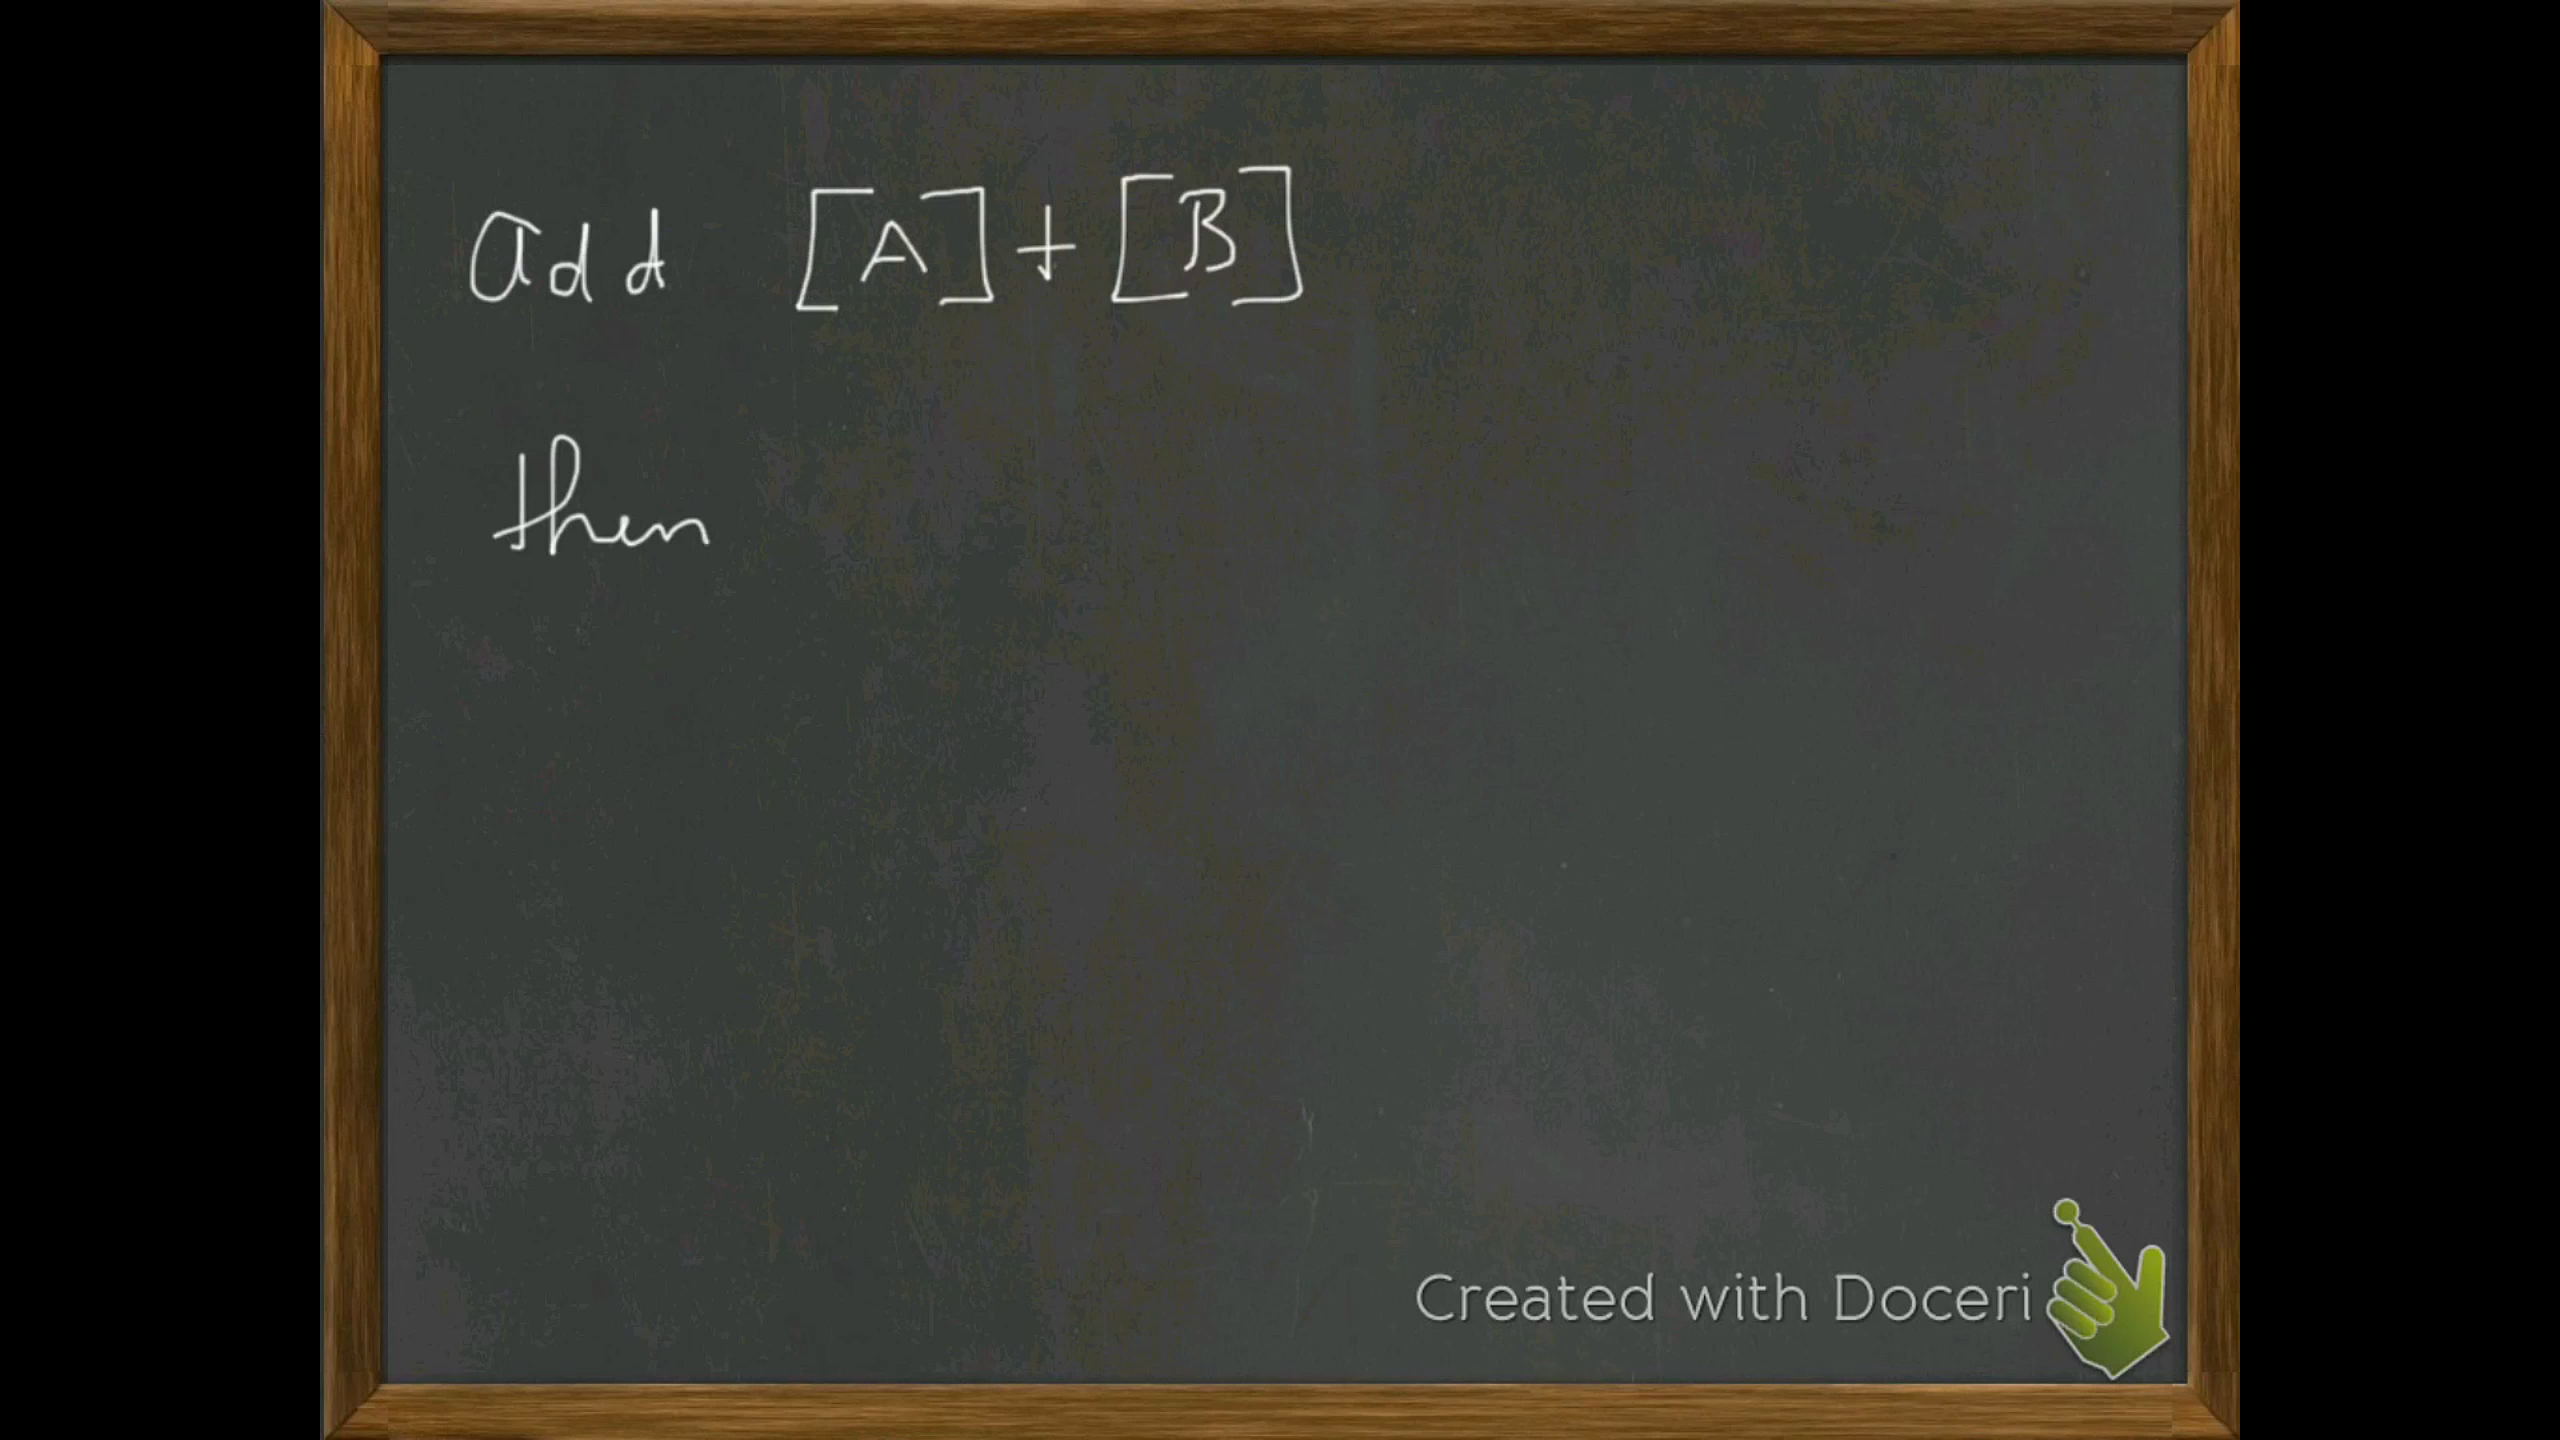 add [A] + [B]
then
Created with Doceri